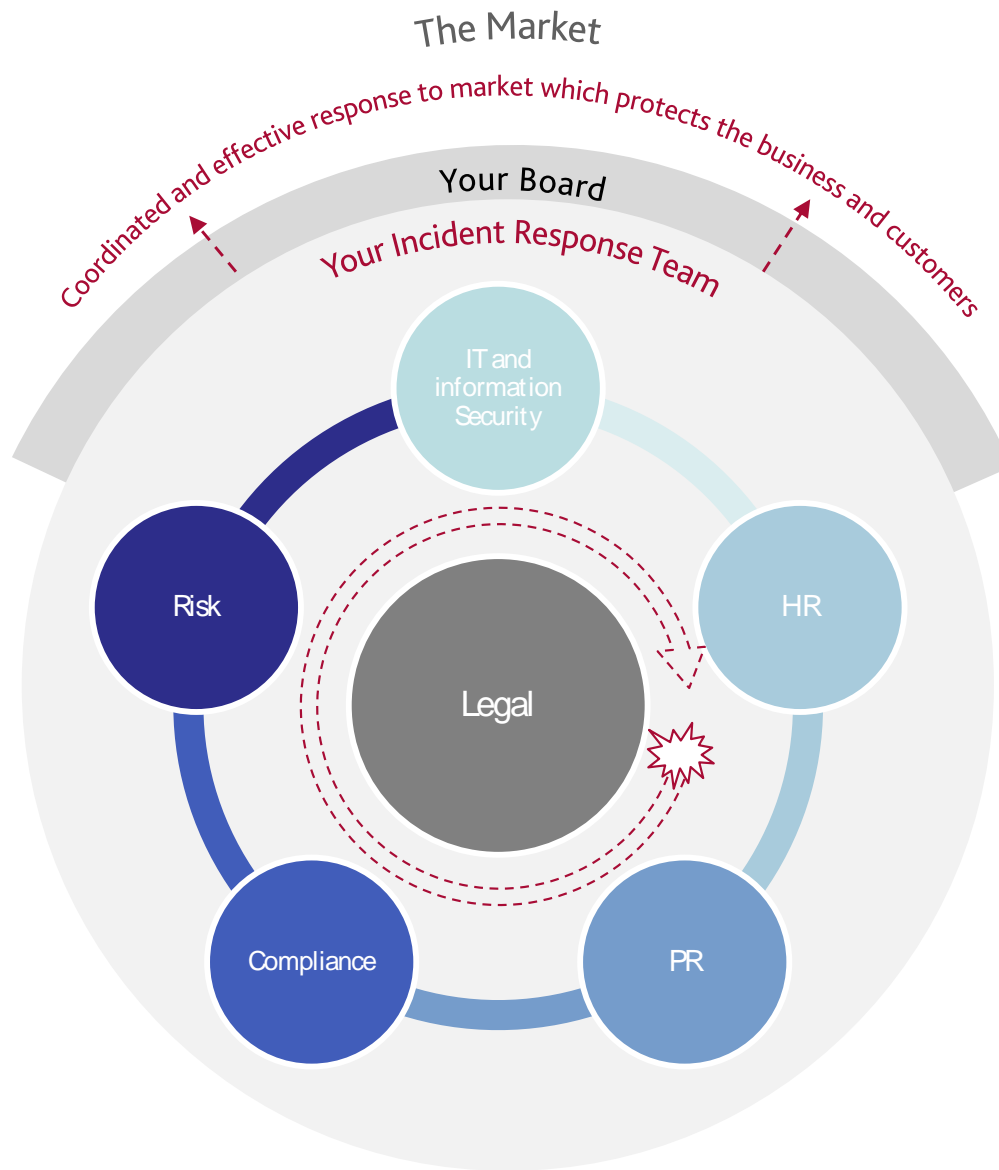 The Market
Coordinated and effective response to market which protects the business and customers
Your Board
Your Incident Response Team
IT and
information
Security
Risk
HR
Legal
Compliance
PR